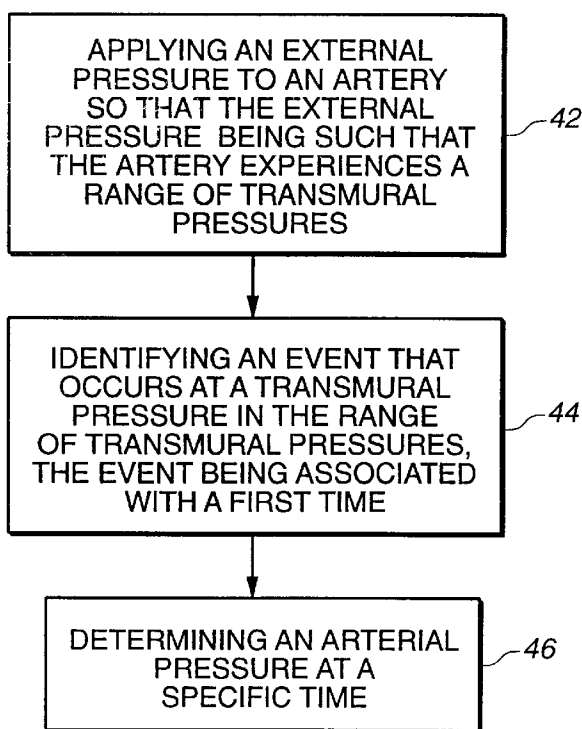 APPLYING AN EXTERNAL
PRESSURE TO AN ARTERY
SO THAT THE EXTERNAL
PRESSURE BEING SUCH THAT
THE ARTERY EXPERIENCES A
RANGE OF TRANSMURAL
PRESSURES
42
IDENTIFYING AN EVENT THAT
OCCURS AT A TRANSMURAL
PRESSURE IN THE RANGE
OF TRANSMURAL PRESSURES,
THE EVENT BEING ASSOCIATED
WITH A FIRST TIME
44
DETERMINING AN ARTERIAL
PRESSURE AT A
SPECIFIC TIME
46